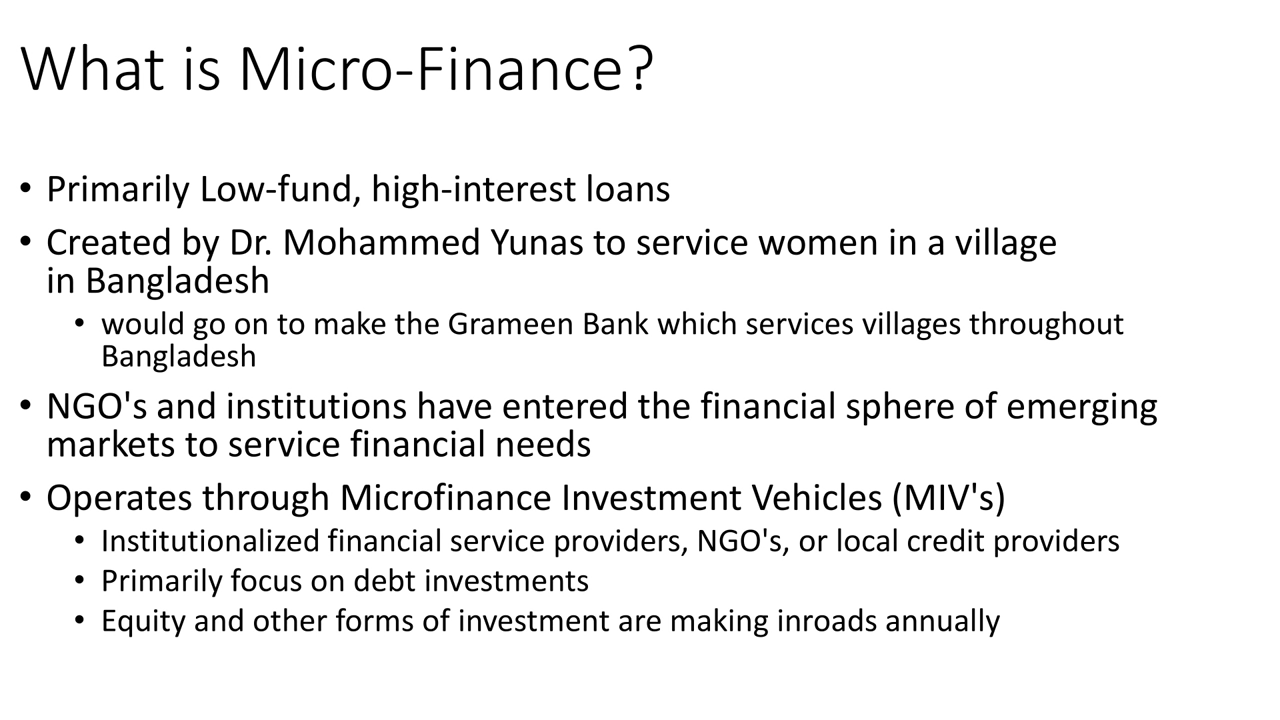 What is Micro-Finance?
• Primarily Low-fund, high-interest loans
• Created by Dr. Mohammed Yunas to service women in a village
in Bangladesh
• would go on to make the Grameen Bank which services villages throughout
Bangladesh
• NGO's and institutions have entered the financial sphere of emerging
markets to service financial needs
• Operates through Microfinance Investment Vehicles (MIV's)
• Institutionalized financial service providers, NGO's, or local credit providers
• Primarily focus on debt investments
• Equity and other forms of investment are making inroads annually